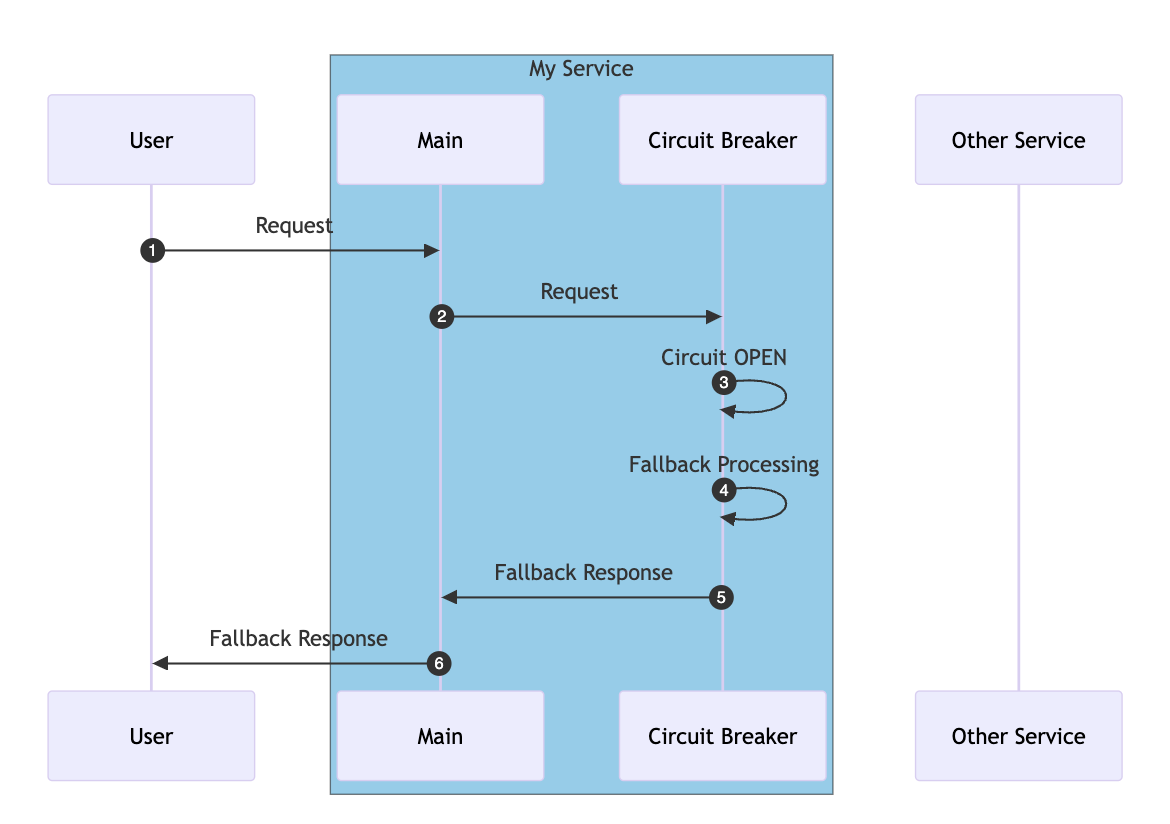 My Service
User
Main
Circuit Breaker
Other Service
Request
1
Request
2
Circuit OPEN
3
Fallback Processing
4
Fallback Response
5
Fallback Response
6
User
Main
Circuit Breaker
Other Service